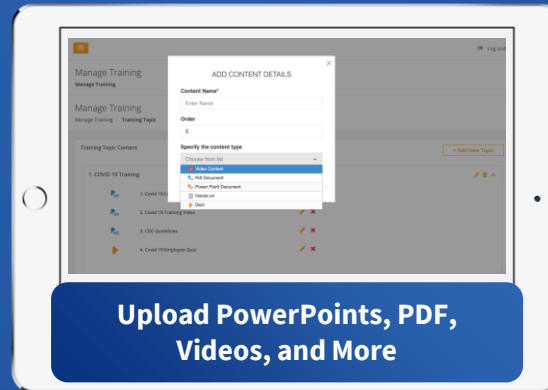 Log out
Manage Training
Manage Training
Manage Training
Manage Training / Training Topic
Training Topic Content
+ Add New Topic
1. COVID 19 Training
1. Covid 19 C
2. Covid 19 Training Video
3. CDC Guidelines
4. Covid 19 Employee Quiz
×
ADD CONTENT DETAILS
Content Name*
Enter Name
Order
Specify the content type
Choose from list
Video Content
Pdf Document
Power Point Document
Hands-on
Quiz
Upload PowerPoints, PDF,
Videos, and More